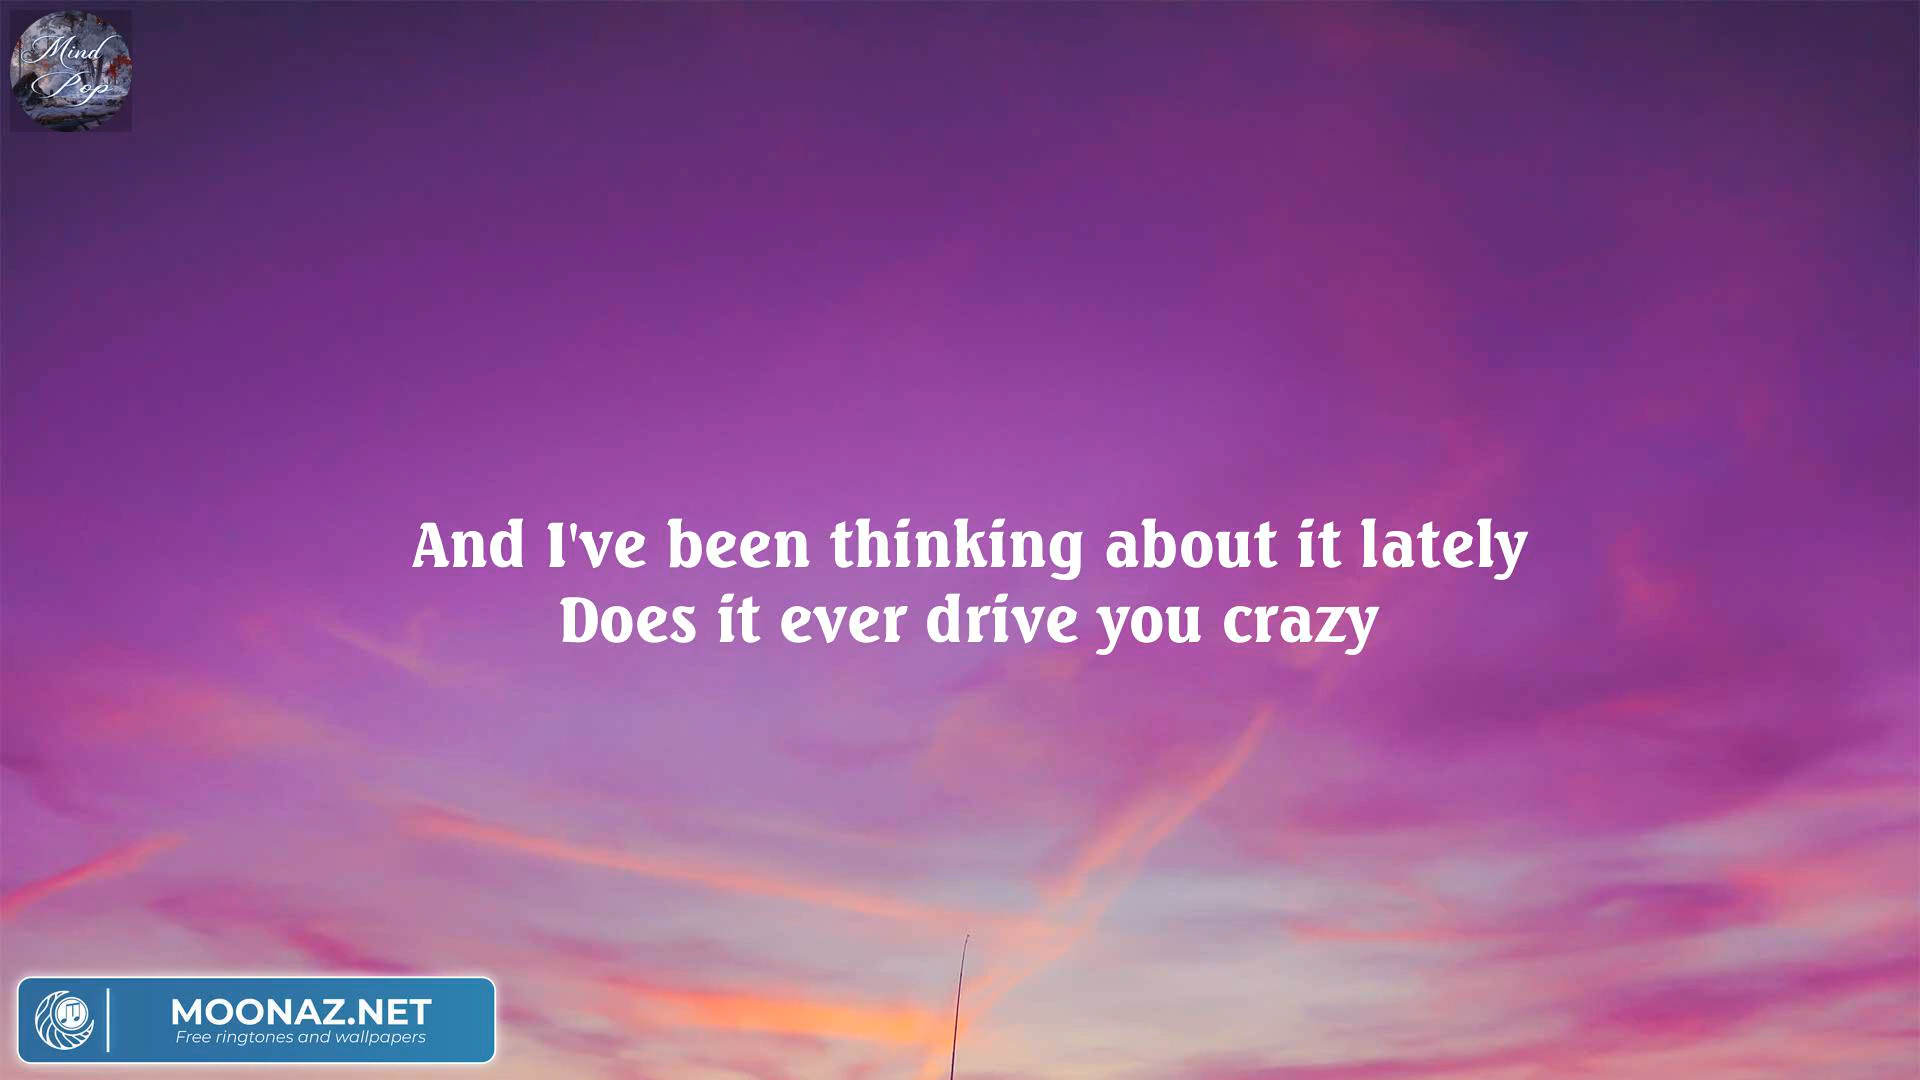 Mind
Pop
And I've been thinking about it lately
Does it ever drive you crazy
MOONAZ.NET
Free ringtones and wallpapers